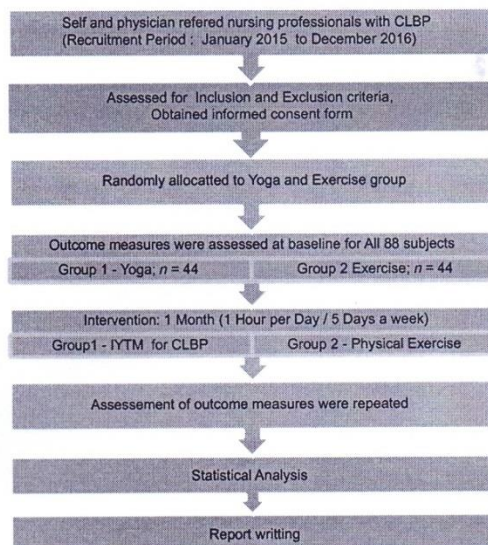 Self and physician refered nursing professionals with CLBP
(Recruitment Period : January 2015 to December 2016)
Assessed for Inclusion and Exclusion criteria,
Obtained informed consent form
Randomly allocatted to Yoga and Exercise group
Outcome measures were assessed at baseline for All 88 subjects
Group 1 - Yoga; n = 44
Group 2 Exercise; n = 44
Intervention: 1 Month (1 Hour per Day / 5 Days a week)
Group1 - IYTM for CLBP
Group 2 - Physical Exercise
Assessement of outcome measures were repeated
Statistical Analysis
Report writting